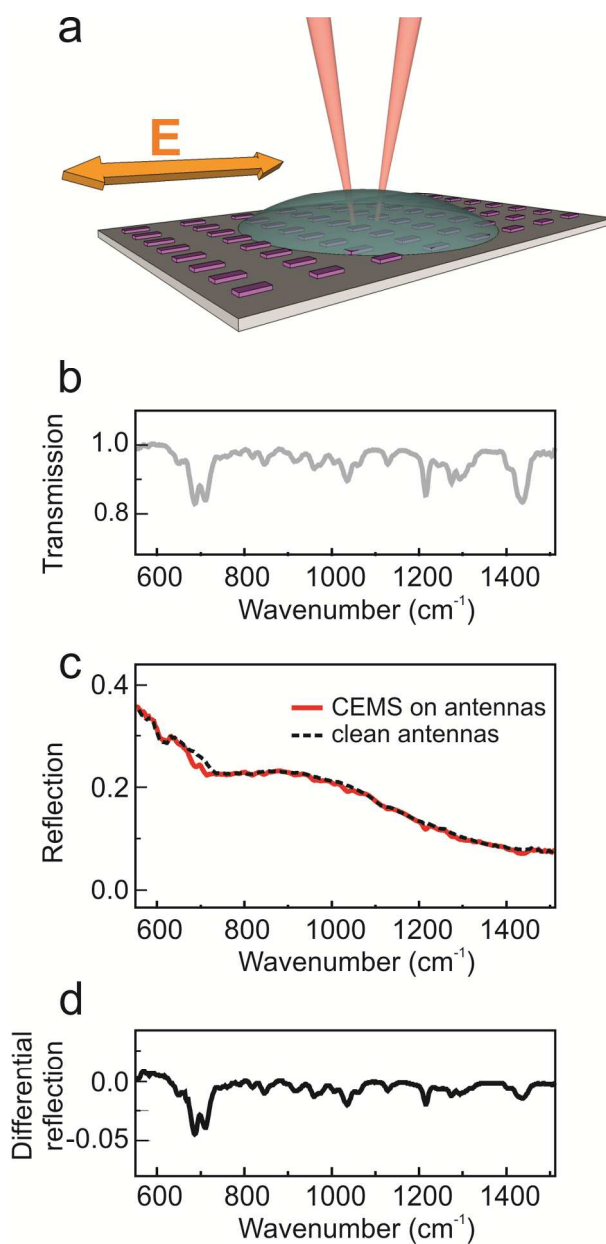 a
E
b
Transmission
1.0
0.8
600 800 1000 1200 1400
Wavenumber (cm⁻¹)
c
Reflection
0.4
0.2
0.0
CEMS on antennas
clean antennas
600 800 1000 1200 1400
Wavenumber (cm⁻¹)
d
Differential
reflection
0.0
-0.05
600 800 1000 1200 1400
Wavenumber (cm⁻¹)